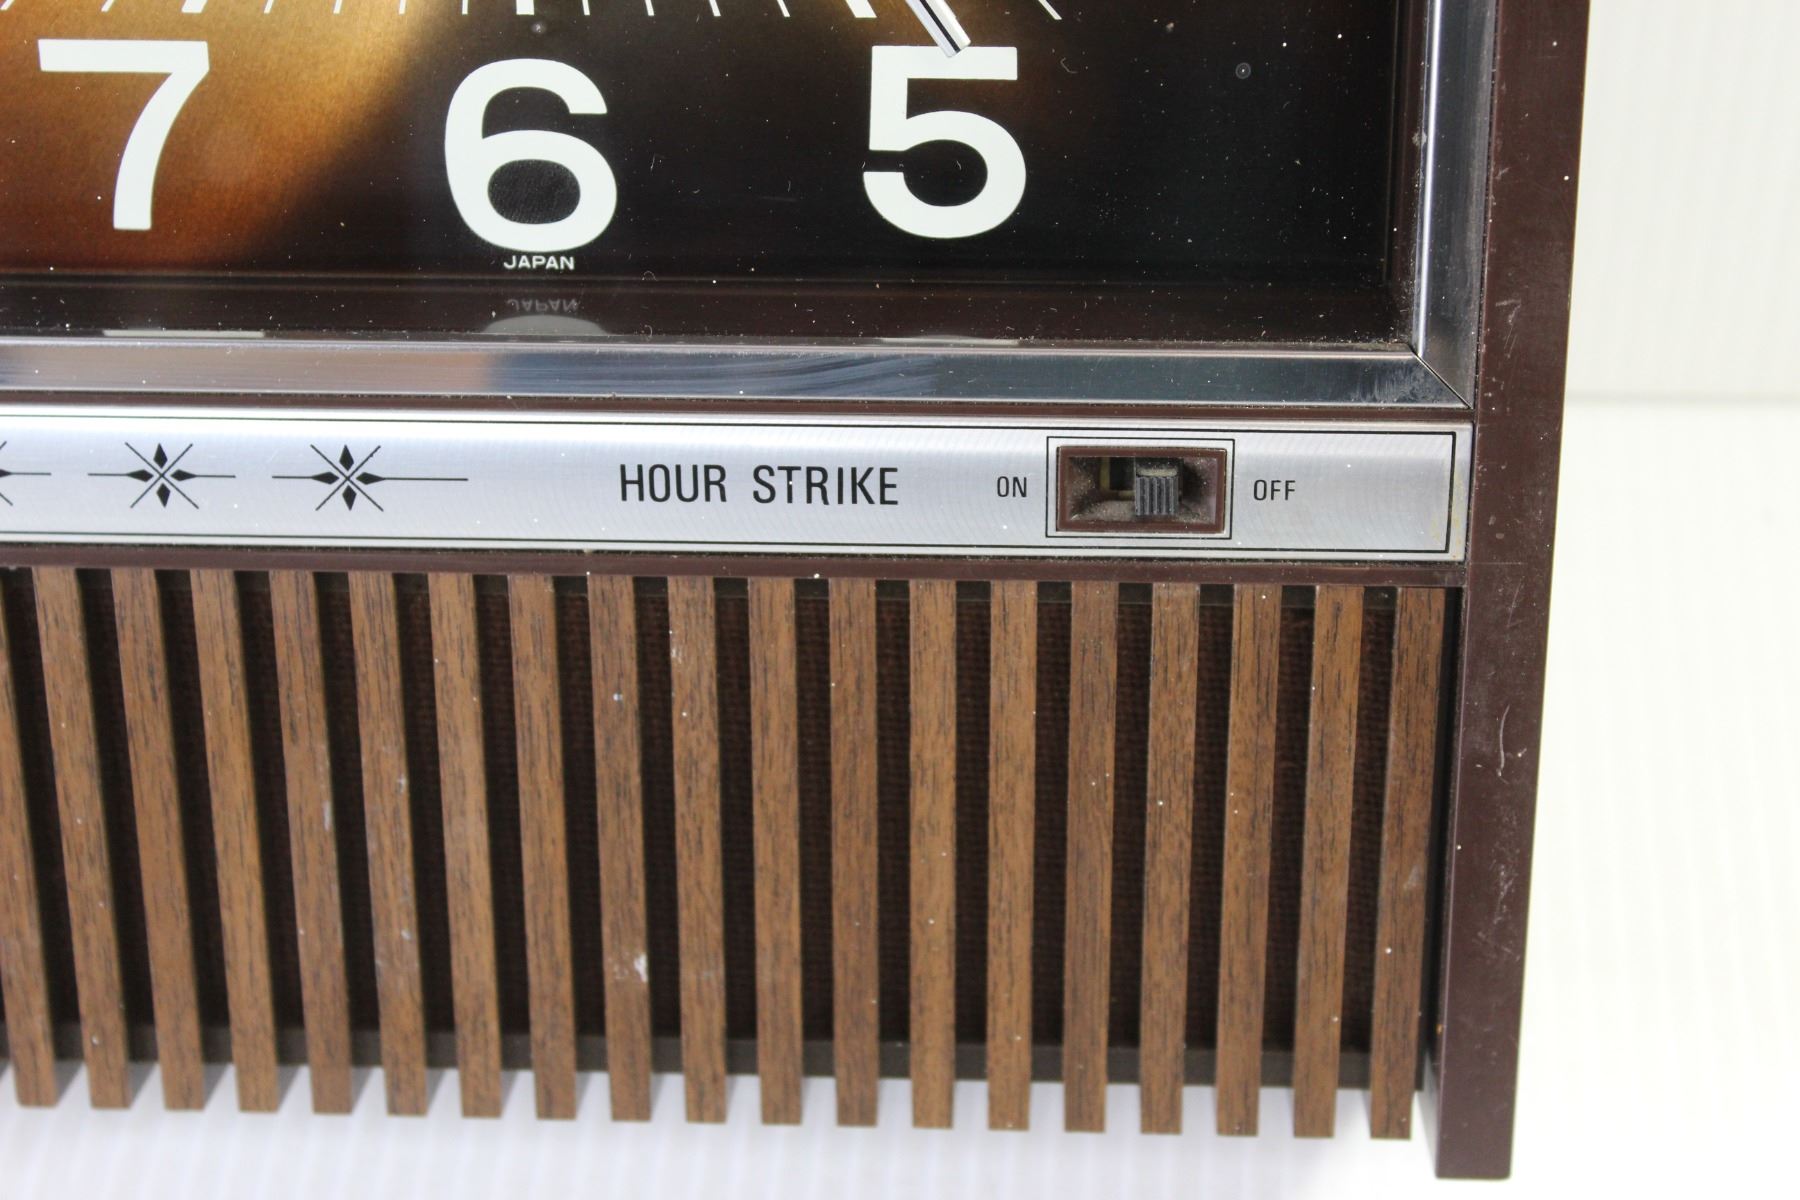 7 6 5
JAPAN
HOUR STRIKE ON OFF